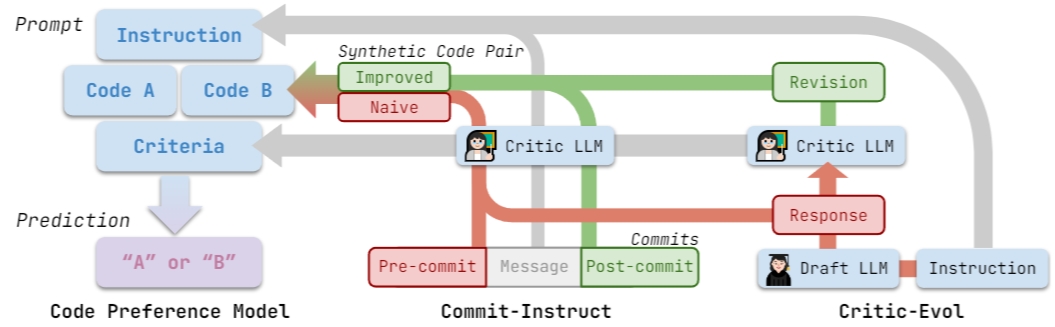 Prompt
Instruction
Code A
Code B
Criteria
Prediction
“A” or “B”
Code Preference Model
Synthetic Code Pair
Improved
Naive
Critic LLM
Commits
Pre-commit
Message
Post-commit
Commit-Instruct
Revision
Critic LLM
Response
Draft LLM
Instruction
Critic-Evol